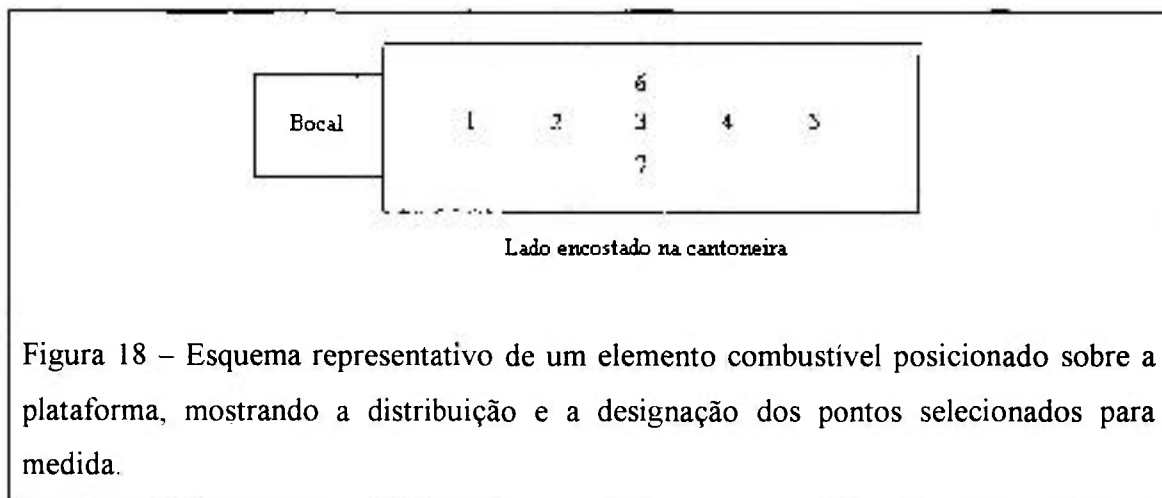 6
Bocal 1 2 3 4 5
7
Lado encostado na cantoneira
Figura 18 – Esquema representativo de um elemento combustível posicionado sobre a
plataforma, mostrando a distribuição e a designação dos pontos selecionados para
medida.